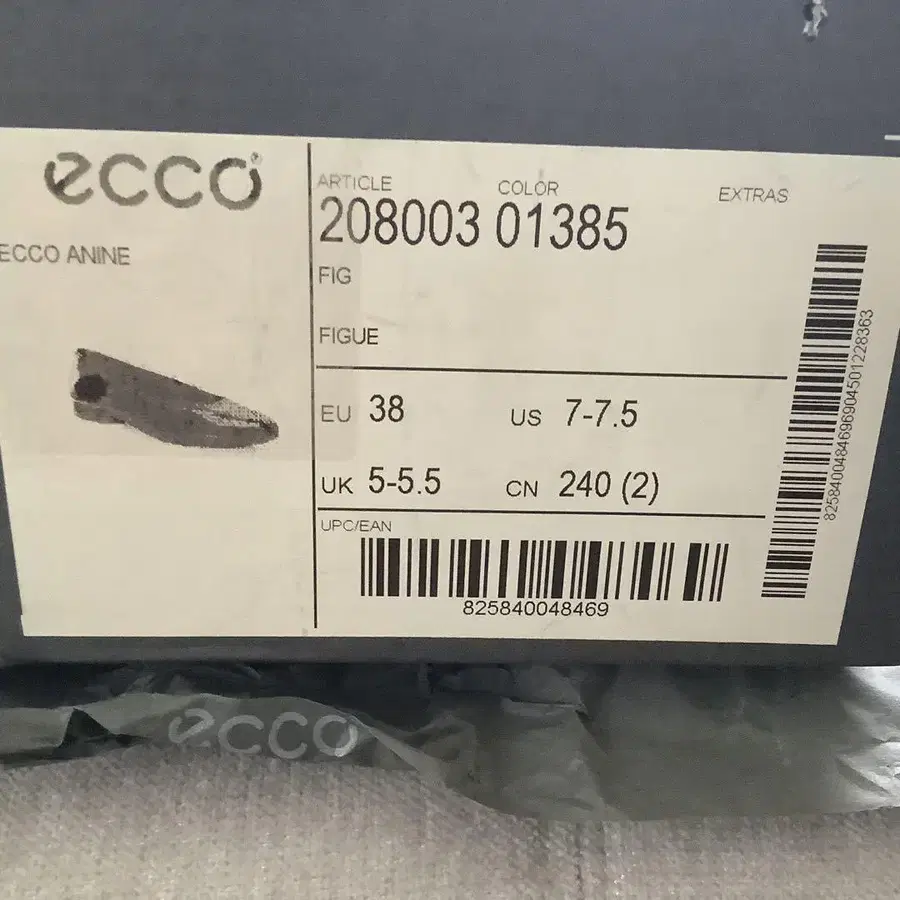 ecco
ECCO ANINE
ARTICLE COLOR EXTRAS
208003 01385
FIG
FIGUE
EU 38 US 7-7.5
UK 5-5.5 CN 240 (2)
UPC/EAN
825840048469
8258400484696904501228363
ecco